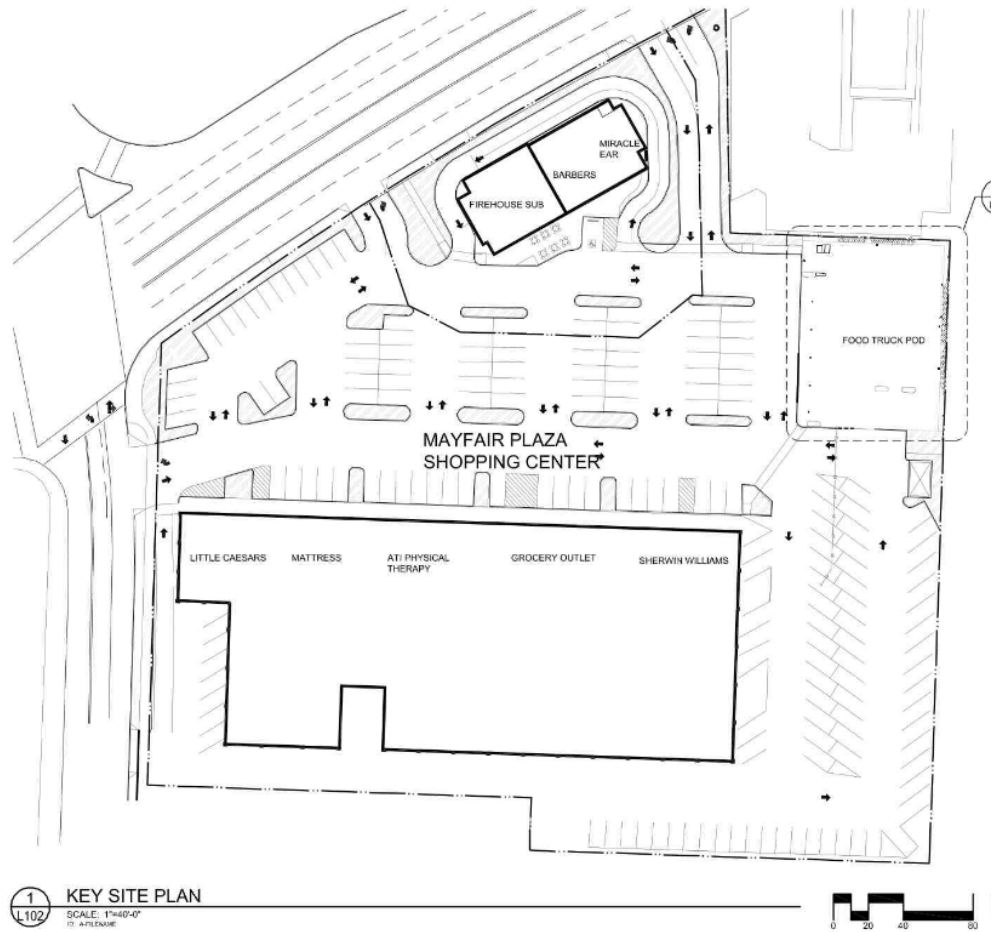 MIRACLE
EAR
BARBERS
FIREHOUSE SUB
FOOD TRUCK POD
MAYFAIR PLAZA
SHOPPING CENTER
LITTLE CAESARS
MATTRESS
ATI PHYSICAL
THERAPY
GROCERY OUTLET
SHERWIN WILLIAMS
1
L102
KEY SITE PLAN
SCALE: 1"=40'-0"
0 20 40 80